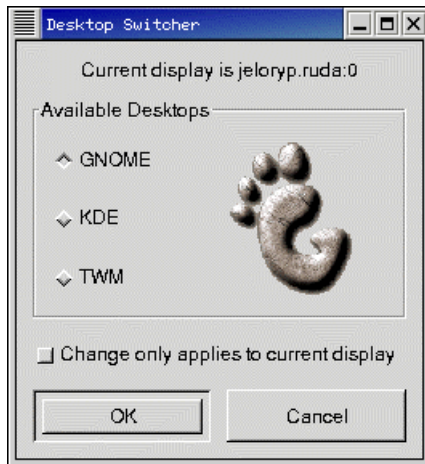 Desktop Switcher
Current display is jeloryp.ruda:0
Available Desktops
GNOME
KDE
TWM
Change only applies to current display
OK
Cancel